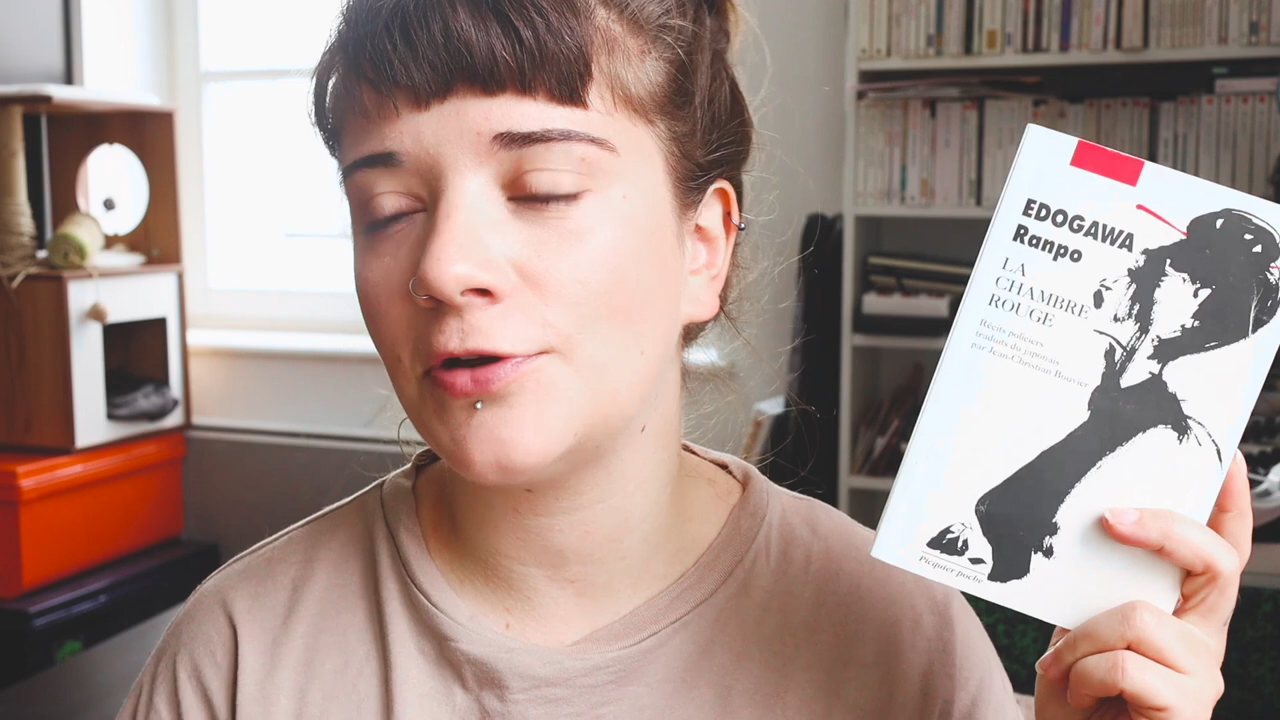 EDOGAWA
Ranpo
LA
CHAMBRE
ROUGE
Récits policiers
traduits du japonais
par Jean-Christian Bouvier
Picquier poche